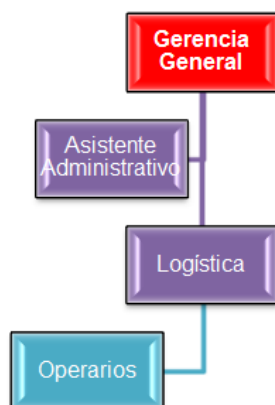 Gerencia
General
Asistente
Administrativo
Logística
Operarios